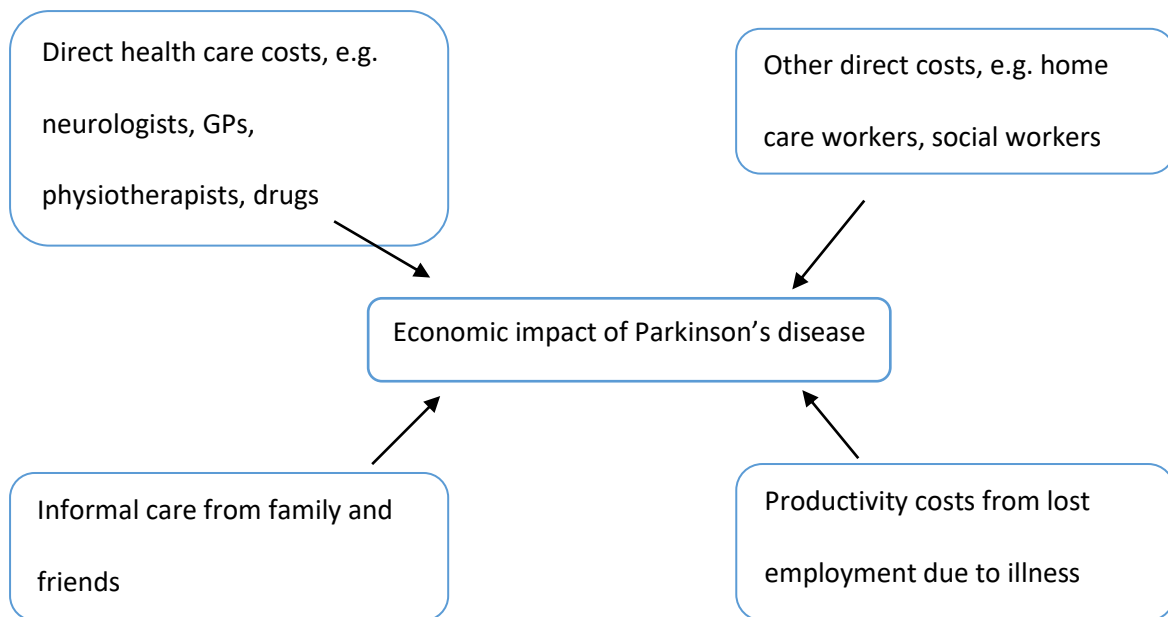 Direct health care costs, e.g.
neurologists, GPs,
physiotherapists, drugs
Other direct costs, e.g. home
care workers, social workers
Economic impact of Parkinson’s disease
Informal care from family and
friends
Productivity costs from lost
employment due to illness